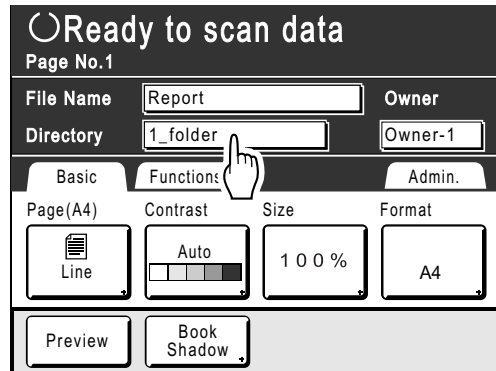 Ready to scan data
Page No.1
File Name Report Owner
Directory 1_folder Owner-1
Basic Functions Admin.
Page(A4) Contrast Size Format
Line Auto 100% A4
Preview Book
Shadow